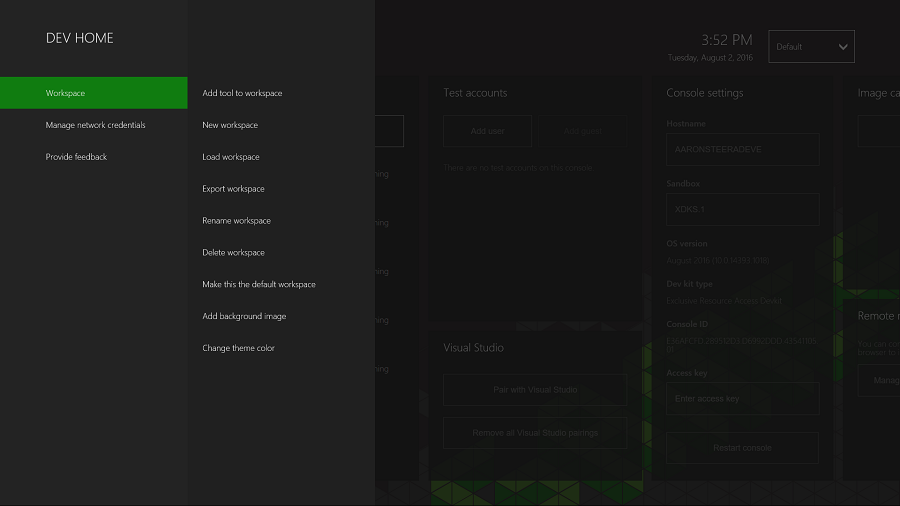 DEV HOME
Workspace
Manage network credentials
Provide feedback
Add tool to workspace
New workspace
Load workspace
Export workspace
Rename workspace
Delete workspace
Make this the default workspace
Add background image
Change theme color
3:52 PM
Tuesday, August 2, 2016
Default
Test accounts
Add user
Add guest
There are no test accounts on this console.
Visual Studio
Pair with Visual Studio
Remove all Visual Studio pairings
Console settings
Hostname
AARONSTEERADEVE
Sandbox
XDKS.1
OS version
Dev kit type
Exclusive Resource Access Devkit
Console ID
Access key
Enter access key
Restart console
Image ca
Remote
You can
browser to
Manag